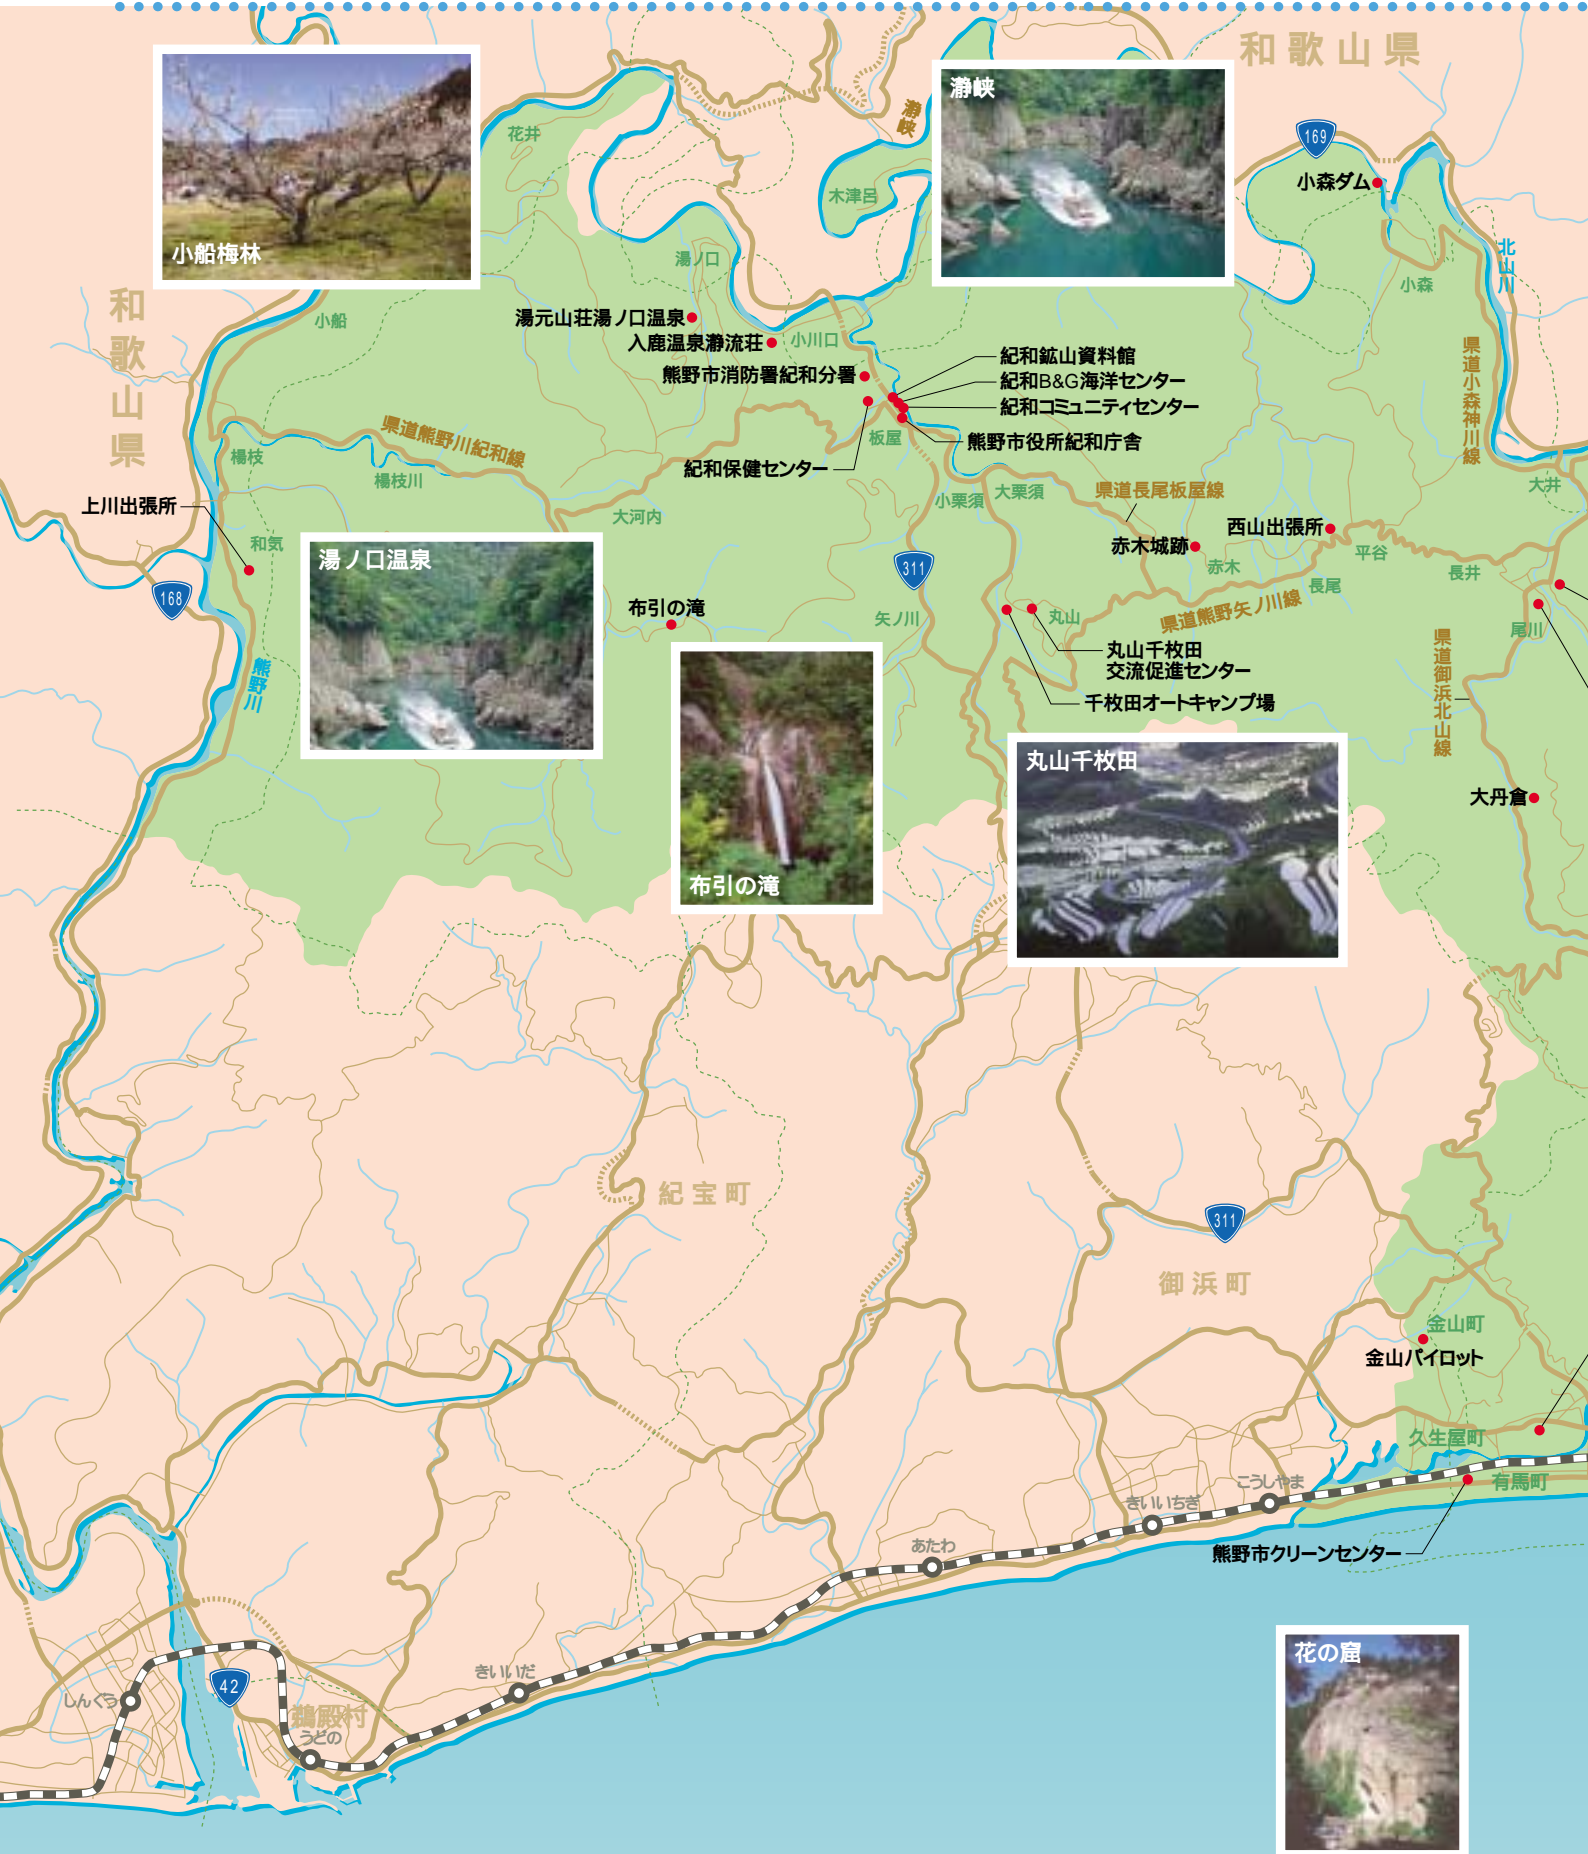 和歌山県
瀞峡
瀞峡
169
小森ダム
花井
木津呂
小船梅林
北山川
湯ノ口
小森
和歌山県
小船
湯元山荘湯ノ口温泉
入鹿温泉瀞流荘
小川口
熊野市消防署紀和分署
紀和鉱山資料館
紀和B&G海洋センター
紀和コミュニティセンター
熊野市役所紀和庁舎
県道小森神川線
板屋
県道熊野川紀和線
紀和保健センター
楊枝
楊枝川
大井
小栗須
大栗須
県道長尾板屋線
上川出張所
大河内
西山出張所
和気
赤木城跡
平谷
湯ノ口温泉
311
赤木
長井
168
長尾
布引の滝
矢ノ川
丸山
県道熊野矢ノ川線
尾川
丸山千枚田
交流促進センター
県道御浜北山線
熊野川
千枚田オートキャンプ場
丸山千枚田
大丹倉
布引の滝
紀宝町
311
御浜町
金山町
金山パイロット
久生屋町
有馬町
こうしやま
きいいちぎ
あたわ
熊野市クリーンセンター
花の窟
きいいだ
しんぐう
42
鵜殿村
うどの